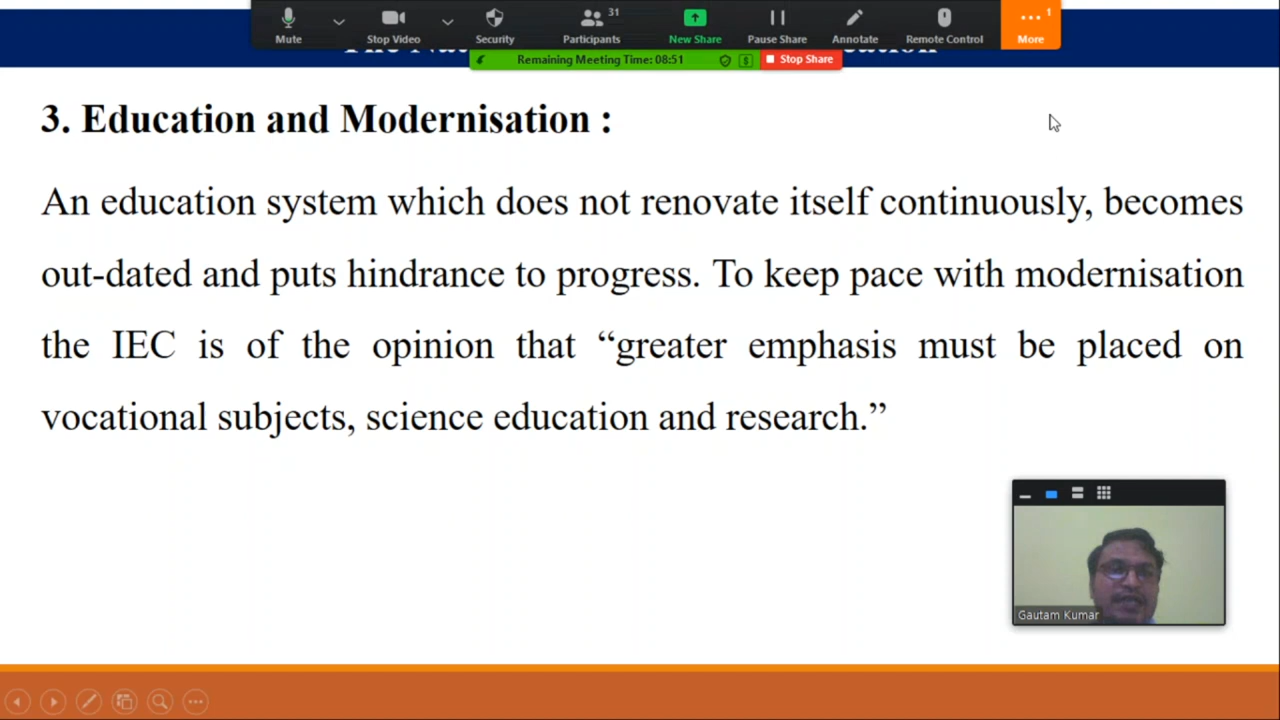 31
1
Mute
Stop Video
Security
Participants
New Share
Pause Share
Annotate
Remote Control
More
Remaining Meeting Time: 08:51
Stop Share
3. Education and Modernisation :
An education system which does not renovate itself continuously, becomes
out-dated and puts hindrance to progress. To keep pace with modernisation
the IEC is of the opinion that “greater emphasis must be placed on
vocational subjects, science education and research.”
Gautam Kumar